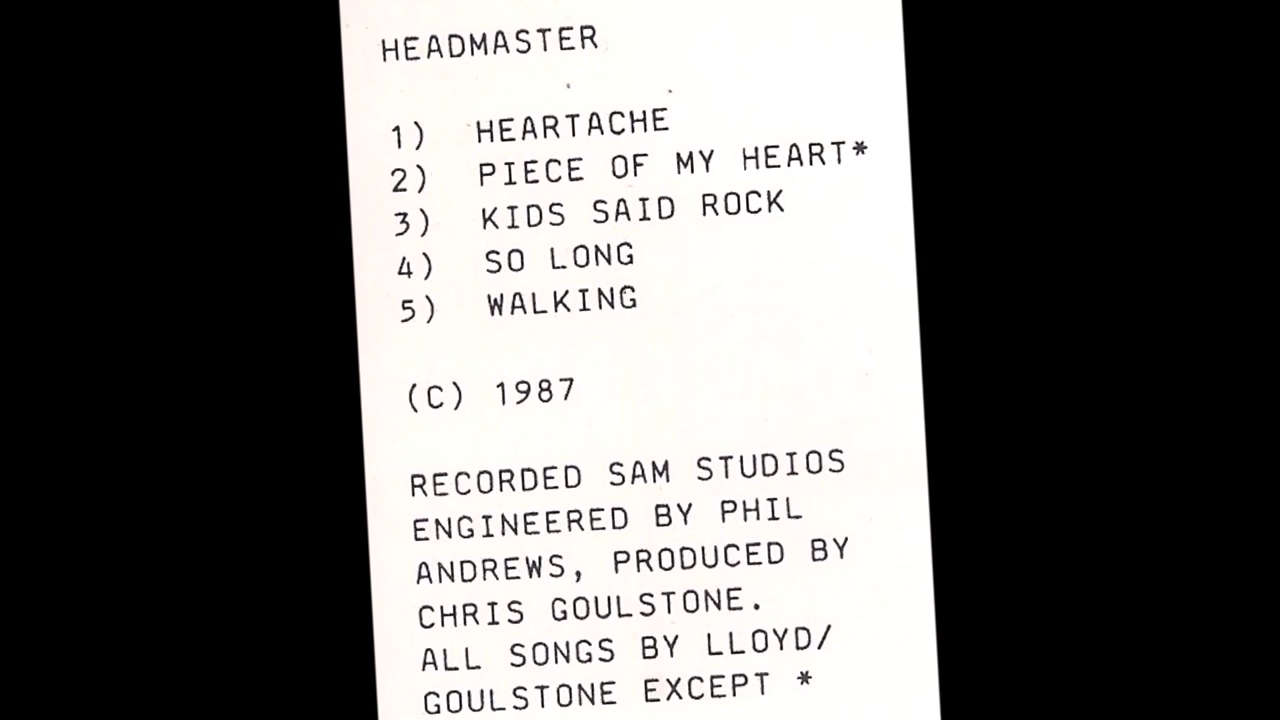 HEADMASTER
1) HEARTACHE
2) PIECE OF MY HEART*
3) KIDS SAID ROCK
4) SO LONG
5) WALKING
(C) 1987
RECORDED SAM STUDIOS
ENGINEERED BY PHIL
ANDREWS, PRODUCED BY
CHRIS GOULSTONE.
ALL SONGS BY LLOYD/
GOULSTONE EXCEPT *